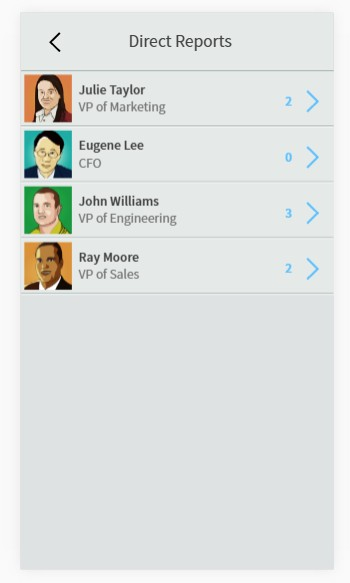 Direct Reports
Julie Taylor
VP of Marketing
2
Eugene Lee
CFO
0
John Williams
VP of Engineering
3
Ray Moore
VP of Sales
2